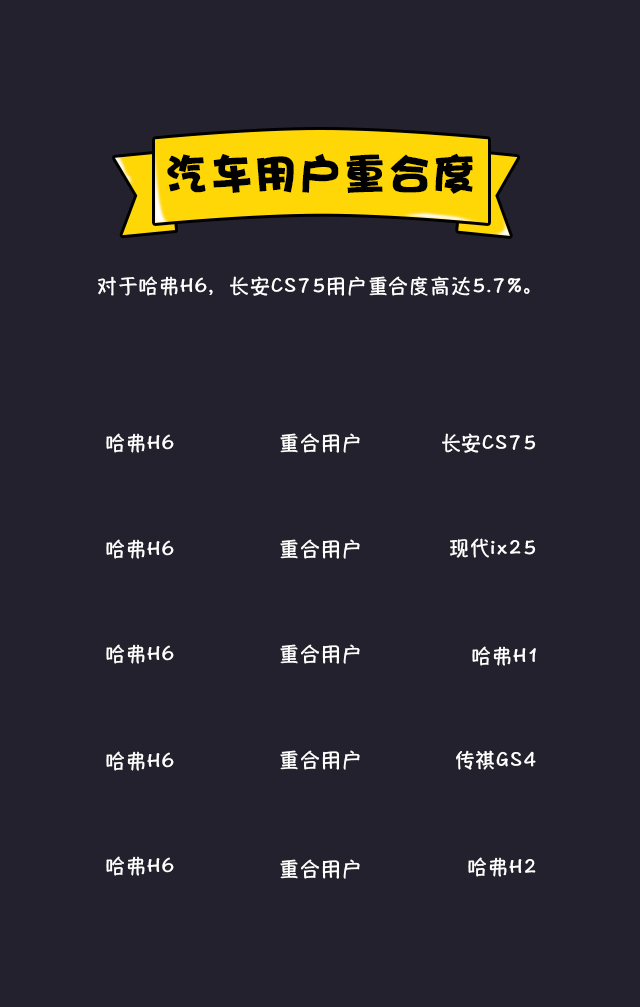 汽车用户重合度
对于哈弗H6，长安CS75用户重合度高达5.7%。
哈弗H6 重合用户 长安CS75
哈弗H6 重合用户 现代ix25
哈弗H6 重合用户 哈弗H1
哈弗H6 重合用户 传祺GS4
哈弗H6 重合用户 哈弗H2